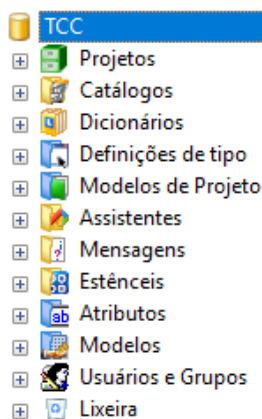 TCC
Projetos
Catálogos
Dicionários
Definições de tipo
Modelos de Projeto
Assistentes
Mensagens
Estênceis
Atributos
Modelos
Usuários e Grupos
Lixeira